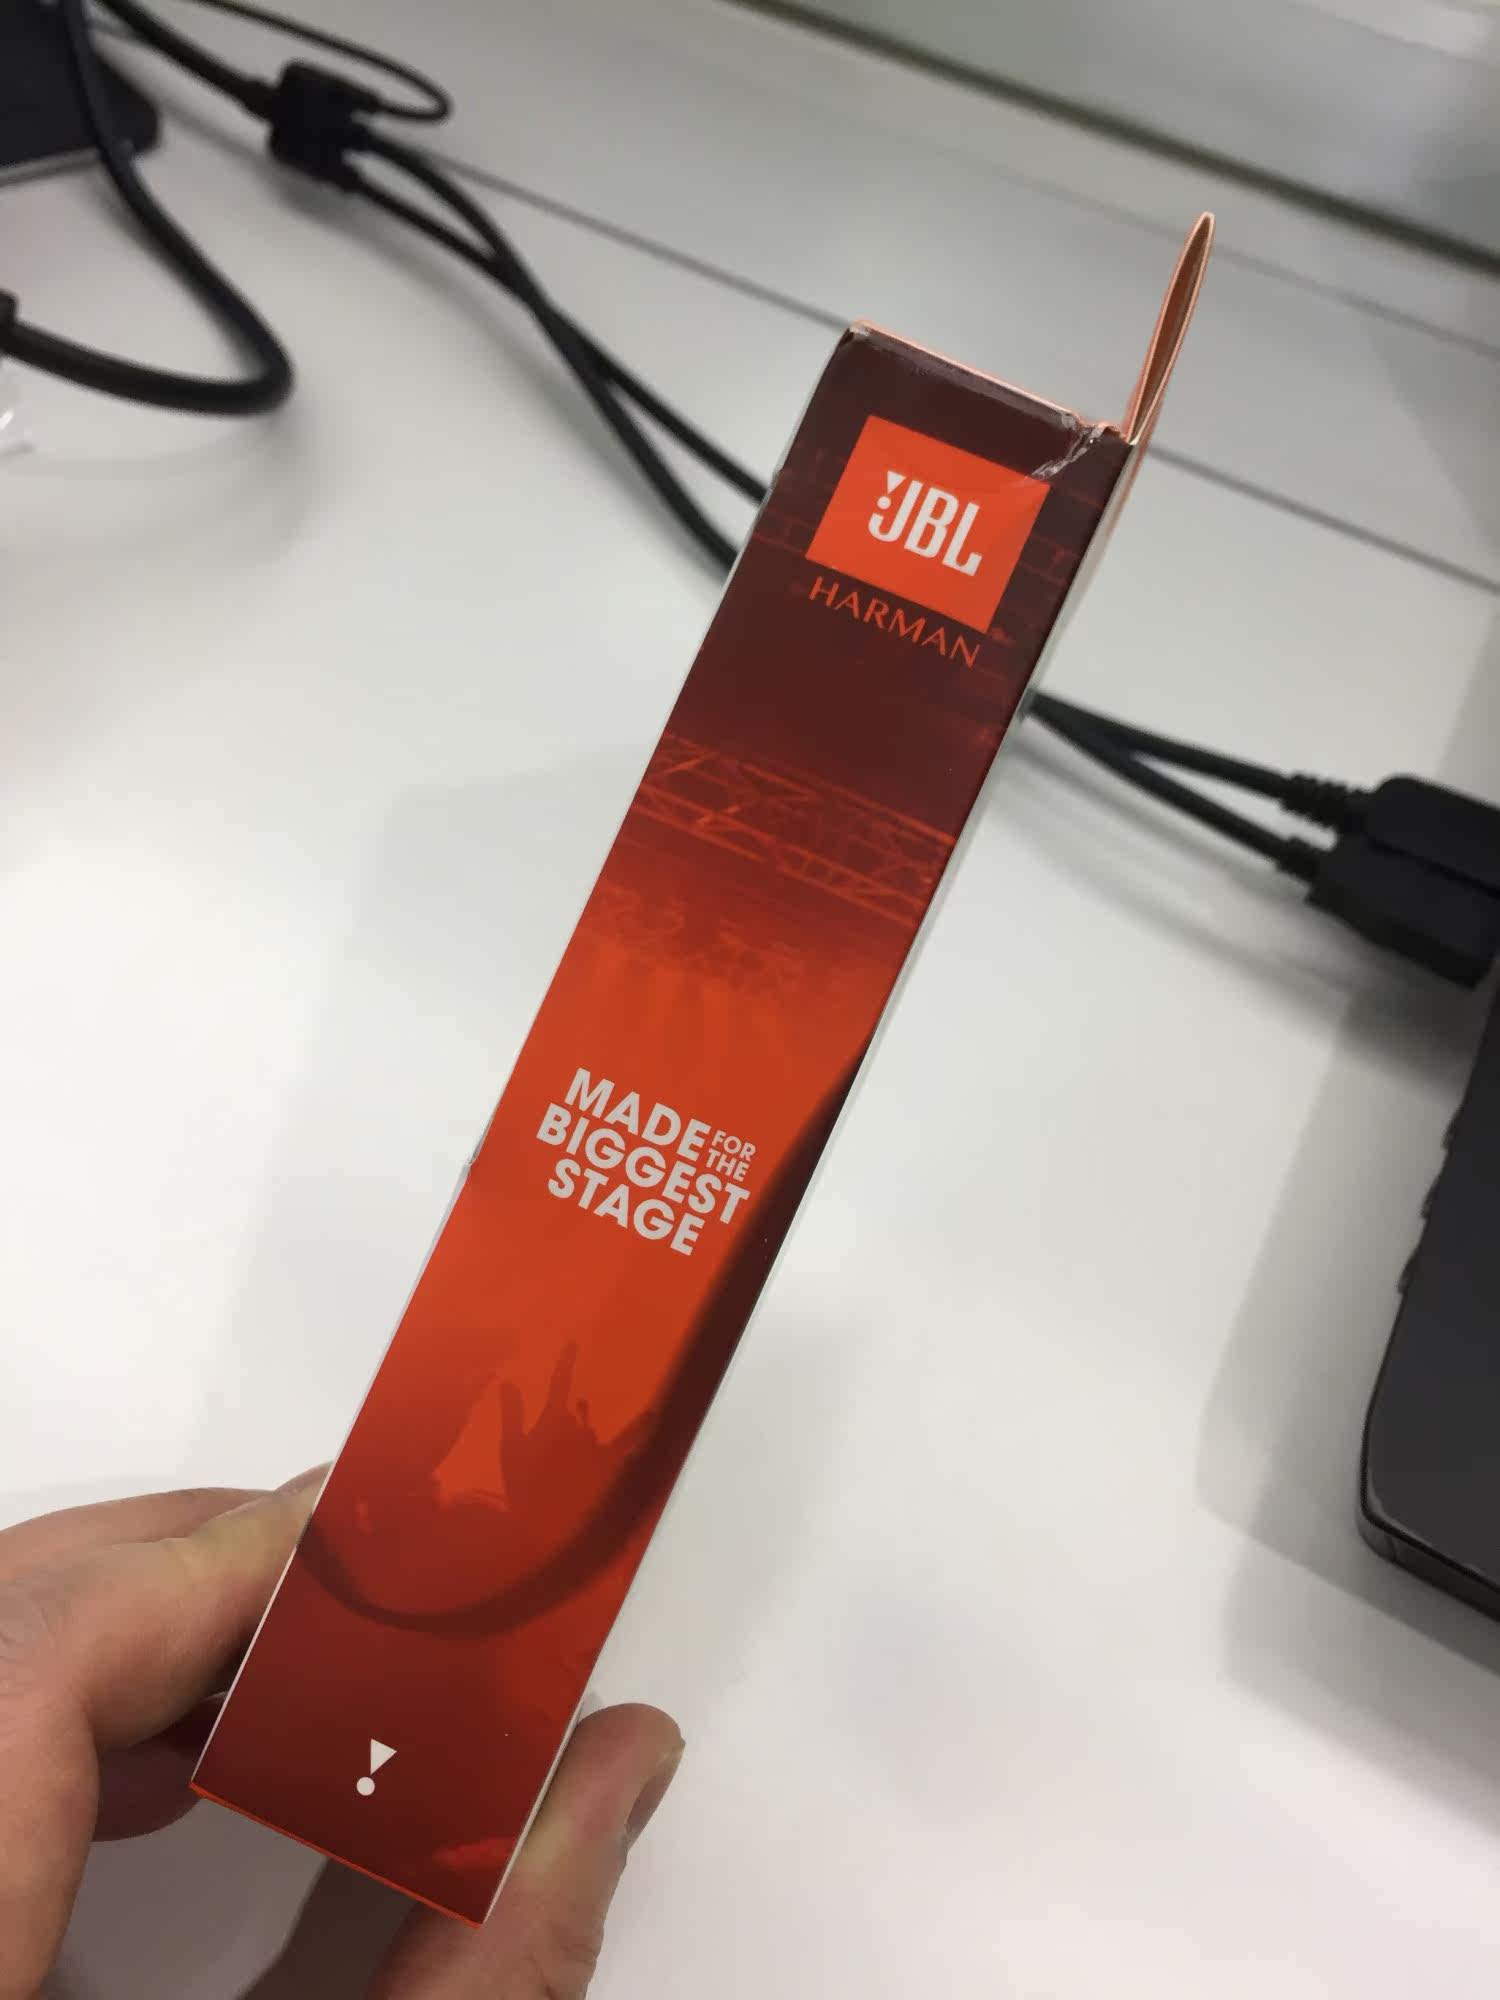 JBL
HARMAN
MADE FOR THE
BIGGEST
STAGE